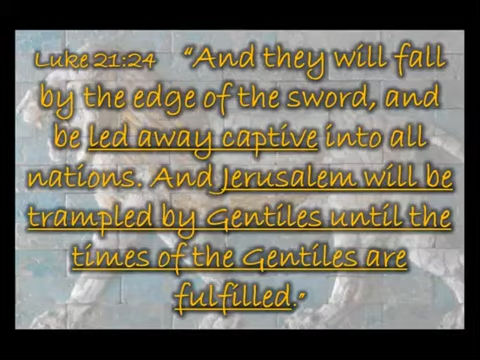 Luke 21:24 “And they will fall
by the edge of the sword, and
be led away captive into all
nations. And Jerusalem will be
trampled by Gentiles until the
times of the Gentiles are
fulfilled.”